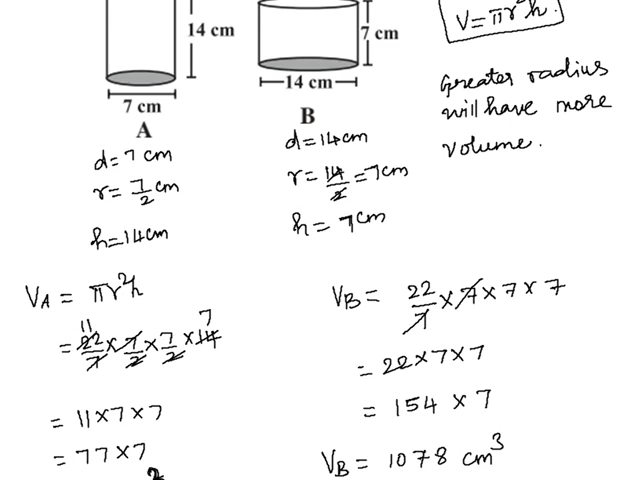 14 cm
7 cm
V = πr²h
7 cm
14 cm
A
B
Greater radius
will have more
volume.
d = 7 cm
r = 7/2 cm
h = 14 cm
d = 14 cm
r = 14/2 = 7 cm
h = 7 cm
V_A = πr²h
= 22/7 × 7/2 × 7/2 × 14
11 7
= 11 × 7 × 7
= 77 × 7
V_B = 22/7 × 7 × 7 × 7
= 22 × 7 × 7
= 154 × 7
V_B = 1078 cm³